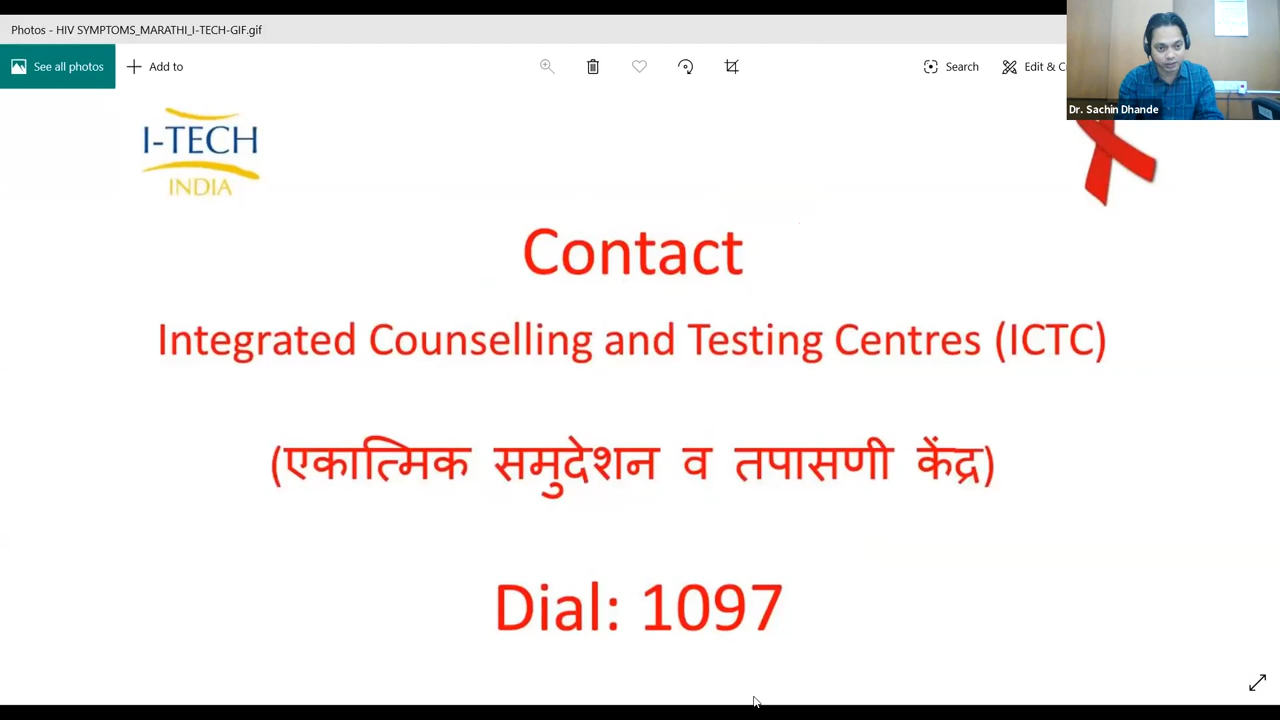 Photos - HIV SYMPTOMS_MARATHI_I-TECH-GIF.gif
See all photos
Add to
Search
Edit & C
Dr. Sachin Dhande
I-TECH
INDIA
Contact
Integrated Counselling and Testing Centres (ICTC)
(एकात्मिक समुदेशन व तपासणी केंद्र)
Dial: 1097